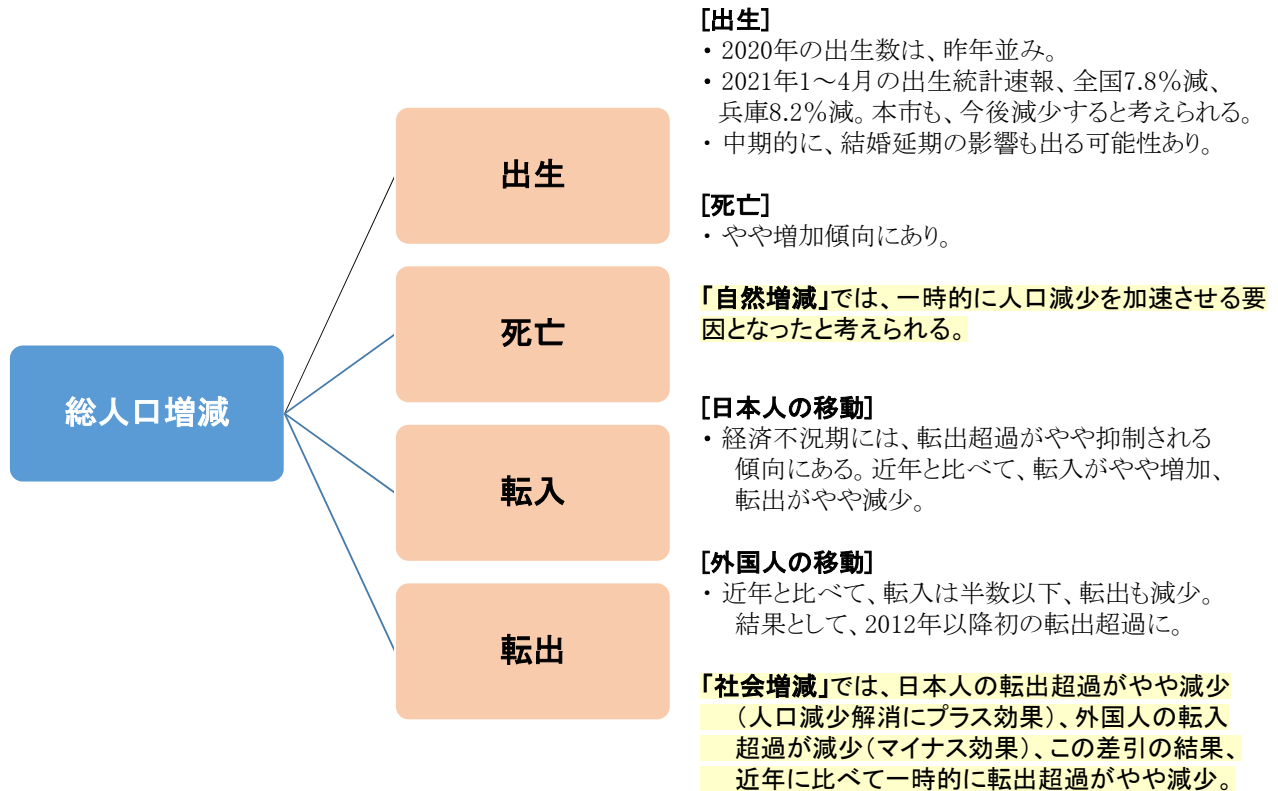 総人口増減
出生
死亡
転入
転出
[出生]
・ 2020年の出生数は、昨年並み。
・ 2021年1～4月の出生統計速報、全国7.8％減、
兵庫8.2％減。本市も、今後減少すると考えられる。
・ 中期的に、結婚延期の影響も出る可能性あり。
[死亡]
・ やや増加傾向にあり。
「自然増減」では、一時的に人口減少を加速させる要
因となったと考えられる。
[日本人の移動]
・ 経済不況期には、転出超過がやや抑制される
傾向にある。近年と比べて、転入がやや増加、
転出がやや減少。
[外国人の移動]
・ 近年と比べて、転入は半数以下、転出も減少。
結果として、2012年以降初の転出超過に。
「社会増減」では、日本人の転出超過がやや減少
（人口減少解消にプラス効果）、外国人の転入
超過が減少（マイナス効果）、この差引の結果、
近年に比べて一時的に転出超過がやや減少。